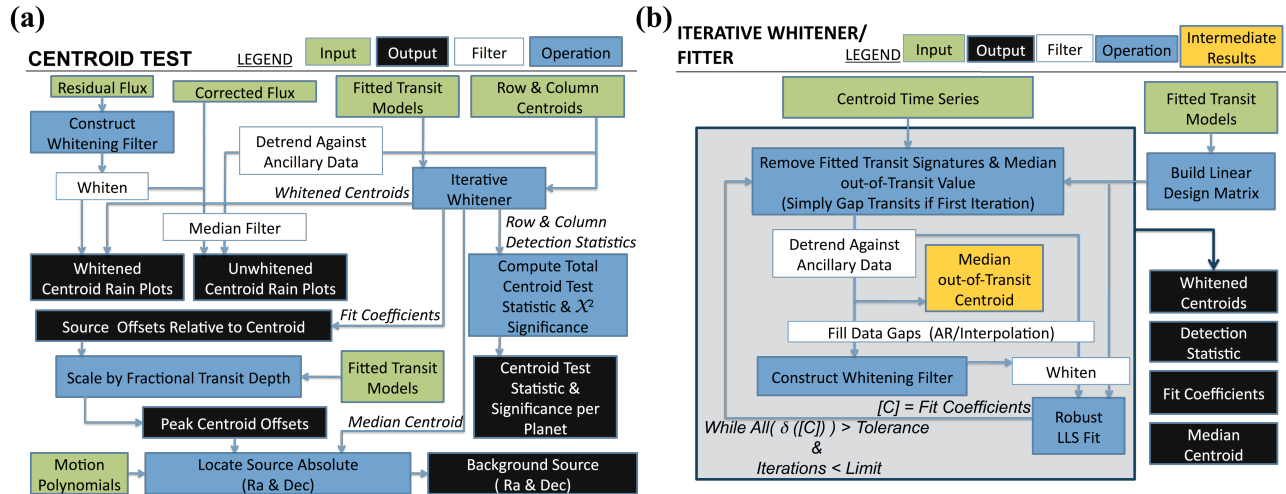 (a)
CENTROID TEST
LEGEND
Input
Output
Filter
Operation
Residual Flux
Corrected Flux
Fitted Transit
Models
Row & Column
Centroids
Construct
Whitening Filter
Detrend Against
Ancillary Data
Whiten
Whitened Centroids
Iterative
Whitener
Median Filter
Row & Column
Detection Statistics
Whitened
Centroid Rain Plots
Unwhitened
Centroid Rain Plots
Compute Total
Centroid Test
Statistic & X²
Significance
Fit Coefficients
Source Offsets Relative to Centroid
Scale by Fractional Transit Depth
Fitted Transit
Models
Centroid Test
Statistic &
Significance per
Planet
Peak Centroid Offsets
Median Centroid
Motion
Polynomials
Locate Source Absolute
(Ra & Dec)
Background Source
( Ra & Dec)
(b)
ITERATIVE WHITENER/
FITTER
LEGEND
Input
Output
Filter
Operation
Intermediate
Results
Centroid Time Series
Fitted Transit
Models
Remove Fitted Transit Signatures & Median
out-of-Transit Value
(Simply Gap Transits if First Iteration)
Build Linear
Design Matrix
Detrend Against
Ancillary Data
Median
out-of-Transit
Centroid
Fill Data Gaps (AR/Interpolation)
Construct Whitening Filter
Whiten
[C] = Fit Coefficients
While All( δ ([C]) ) > Tolerance
&
Iterations < Limit
Robust
LLS Fit
Whitened
Centroids
Detection
Statistic
Fit Coefficients
Median
Centroid